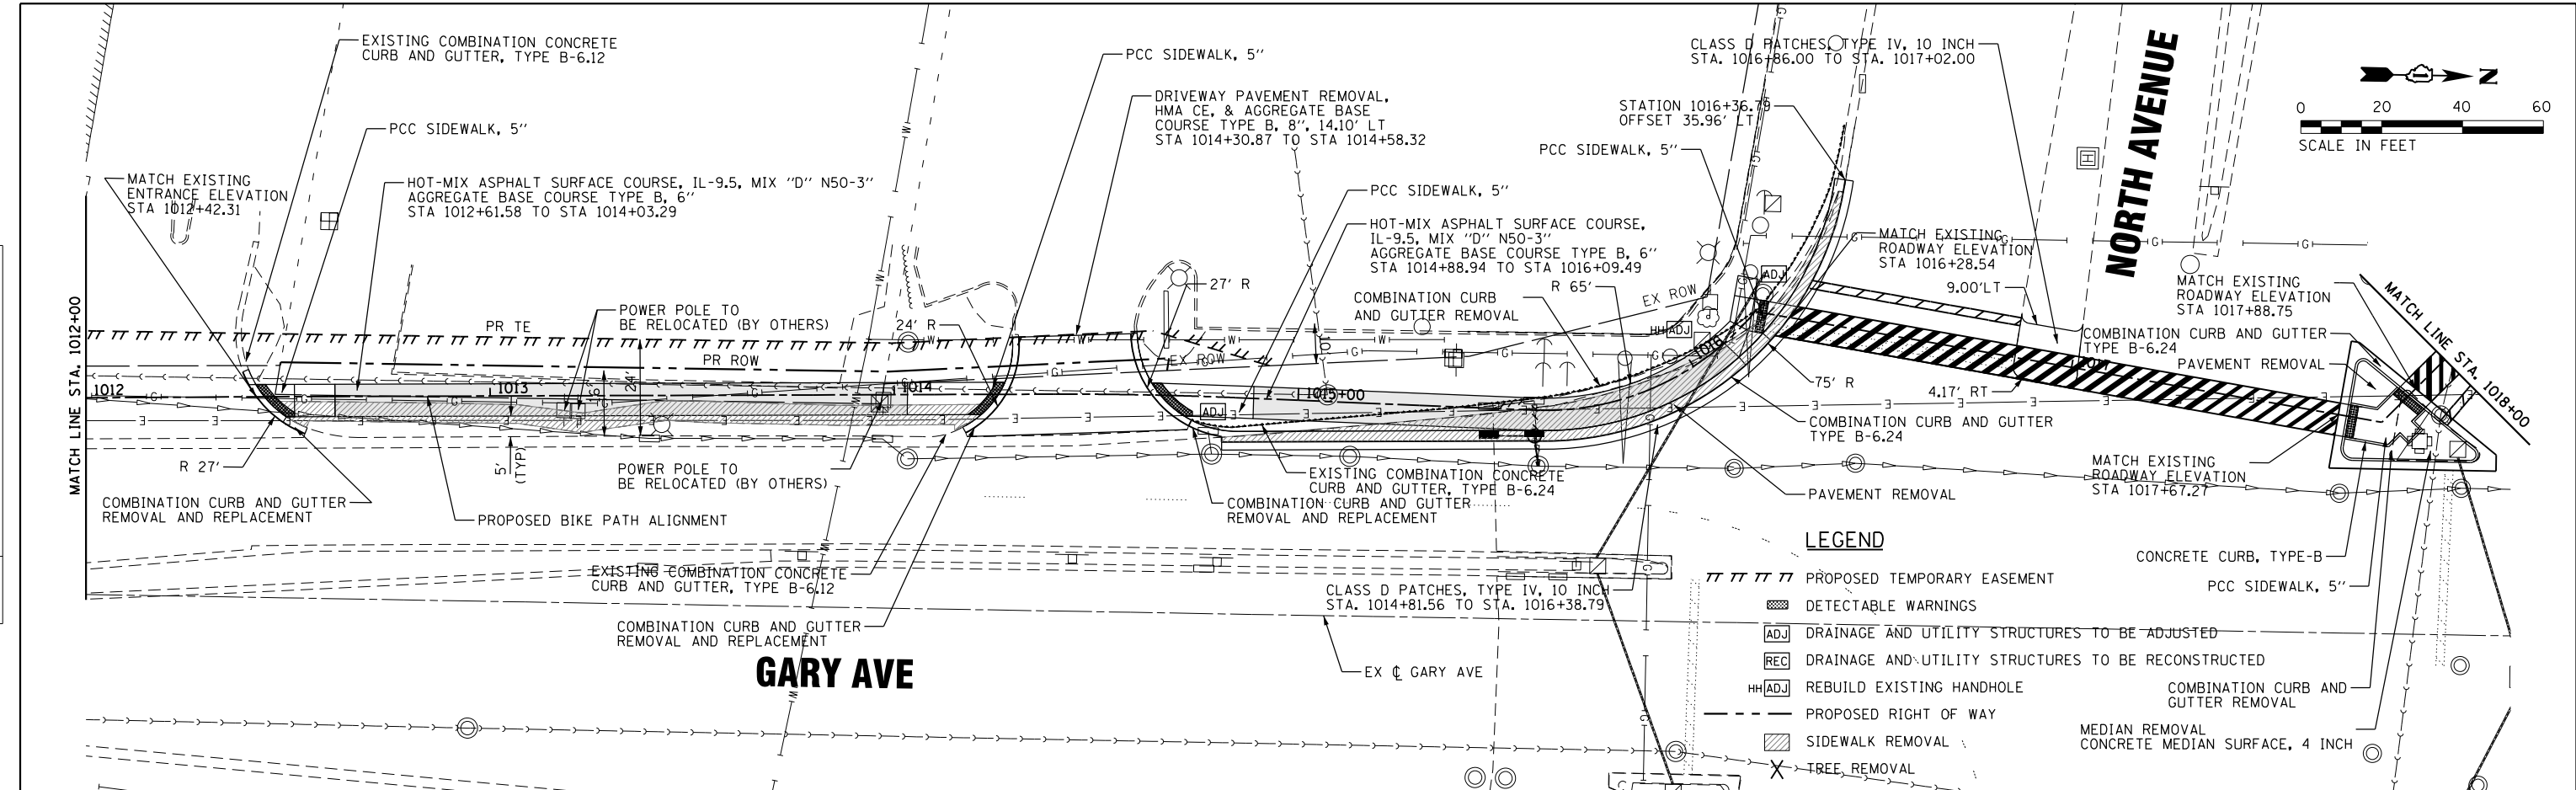 EXISTING COMBINATION CONCRETE
CURB AND GUTTER, TYPE B-6.12
PCC SIDEWALK, 5"
MATCH EXISTING
ENTRANCE ELEVATION
STA 1012+42.31
HOT-MIX ASPHALT SURFACE COURSE, IL-9.5, MIX "D" N50-3"
AGGREGATE BASE COURSE TYPE B, 6"
STA 1012+61.58 TO STA 1014+03.29
PCC SIDEWALK, 5"
DRIVEWAY PAVEMENT REMOVAL,
HMA CE, & AGGREGATE BASE
COURSE TYPE B, 8", 14.10' LT
STA 1014+30.87 TO STA 1014+58.32
PCC SIDEWALK, 5"
HOT-MIX ASPHALT SURFACE COURSE,
IL-9.5, MIX "D" N50-3"
AGGREGATE BASE COURSE TYPE B, 6"
STA 1014+88.94 TO STA 1016+09.49
CLASS D PATCHES, TYPE IV, 10 INCH
STA. 1016+86.00 TO STA. 1017+02.00
STATION 1016+36.79
OFFSET 35.96' LT
PCC SIDEWALK, 5"
NORTH AVENUE
N
0 20 40 60
SCALE IN FEET
MATCH EXISTING
ROADWAY ELEVATION
STA 1016+28.54
9.00'LT
MATCH EXISTING
ROADWAY ELEVATION
STA 1017+88.75
MATCH LINE STA. 1018+00
COMBINATION CURB AND GUTTER
TYPE B-6.24
PAVEMENT REMOVAL
MATCH LINE STA. 1012+00
POWER POLE TO
BE RELOCATED (BY OTHERS)
24' R
27' R
COMBINATION CURB
AND GUTTER REMOVAL
R 65'
EX ROW
HH ADJ
ADJ
PR TE
PR ROW
EX ROW
1012
1013
1014
1015+00
1016
24'
10'
ADJ
75' R
4.17' RT
COMBINATION CURB AND GUTTER
TYPE B-6.24
R 27'
5'
(TYP)
POWER POLE TO
BE RELOCATED (BY OTHERS)
EXISTING COMBINATION CONCRETE
CURB AND GUTTER, TYPE B-6.24
COMBINATION CURB AND GUTTER
REMOVAL AND REPLACEMENT
PAVEMENT REMOVAL
MATCH EXISTING
ROADWAY ELEVATION
STA 1017+67.27
COMBINATION CURB AND GUTTER
REMOVAL AND REPLACEMENT
PROPOSED BIKE PATH ALIGNMENT
EXISTING COMBINATION CONCRETE
CURB AND GUTTER, TYPE B-6.12
COMBINATION CURB AND GUTTER
REMOVAL AND REPLACEMENT
CLASS D PATCHES, TYPE IV, 10 INCH
STA. 1014+81.56 TO STA. 1016+38.79
GARY AVE
EX ℄ GARY AVE
CONCRETE CURB, TYPE-B
PCC SIDEWALK, 5"
COMBINATION CURB AND
GUTTER REMOVAL
MEDIAN REMOVAL
CONCRETE MEDIAN SURFACE, 4 INCH
LEGEND
PROPOSED TEMPORARY EASEMENT
DETECTABLE WARNINGS
ADJ DRAINAGE AND UTILITY STRUCTURES TO BE ADJUSTED
REC DRAINAGE AND UTILITY STRUCTURES TO BE RECONSTRUCTED
HH ADJ REBUILD EXISTING HANDHOLE
PROPOSED RIGHT OF WAY
SIDEWALK REMOVAL
TREE REMOVAL